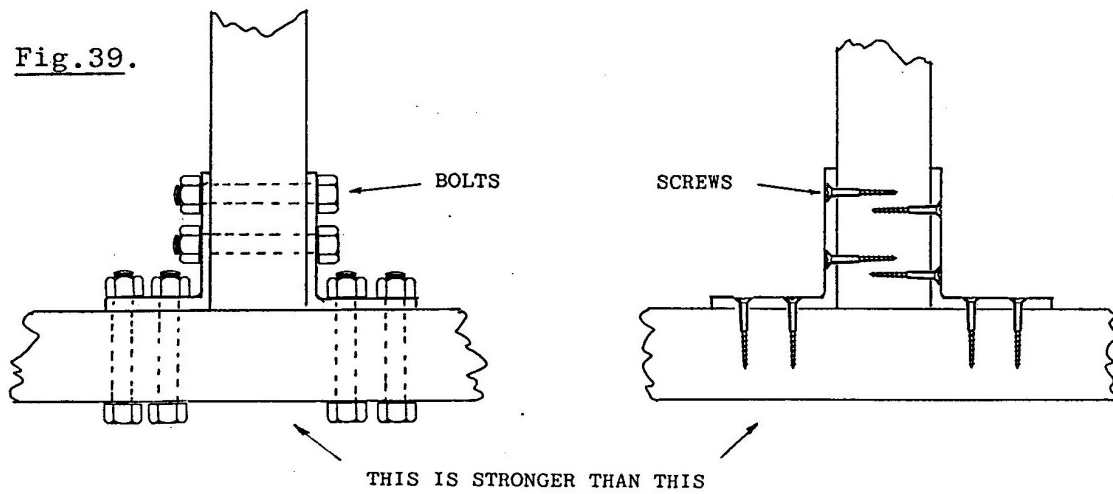 Fig.39.
BOLTS
SCREWS
THIS IS STRONGER THAN THIS